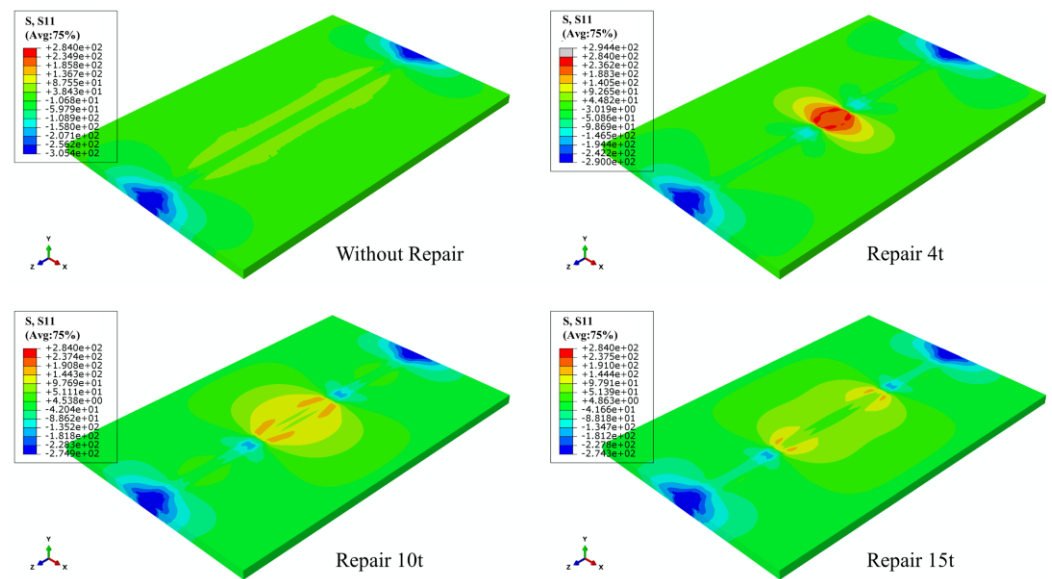 S, S11
(Avg:75%)
+2.840e+02
+2.349e+02
+1.858e+02
+1.367e+02
+8.755e+01
+3.843e+01
-1.068e+01
-5.979e+01
-1.089e+02
-1.580e+02
-2.071e+02
-2.562e+02
-3.054e+02
Y
Z
X
Without Repair
S, S11
(Avg:75%)
+2.944e+02
+2.840e+02
+2.362e+02
+1.883e+02
+1.405e+02
+9.265e+01
+4.482e+01
-3.019e+00
-5.086e+01
-9.869e+01
-1.465e+02
-1.944e+02
-2.422e+02
-2.900e+02
Y
Z
X
Repair 4t
S, S11
(Avg:75%)
+2.840e+02
+2.374e+02
+1.908e+02
+1.443e+02
+9.769e+01
+5.111e+01
+4.538e+00
-4.204e+01
-8.862e+01
-1.352e+02
-1.818e+02
-2.283e+02
-2.749e+02
Y
Z
X
Repair 10t
S, S11
(Avg:75%)
+2.840e+02
+2.375e+02
+1.910e+02
+1.444e+02
+9.791e+01
+5.139e+01
+4.863e+00
-4.166e+01
-8.818e+01
-1.347e+02
-1.812e+02
-2.278e+02
-2.743e+02
Y
Z
X
Repair 15t